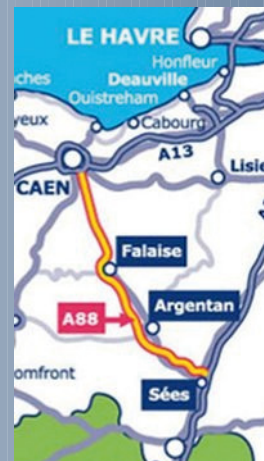 LE HAVRE
Honfleur
Deauville
Ouistreham
Cabourg
A13
CAEN
Falaise
A88
Argentan
Sées